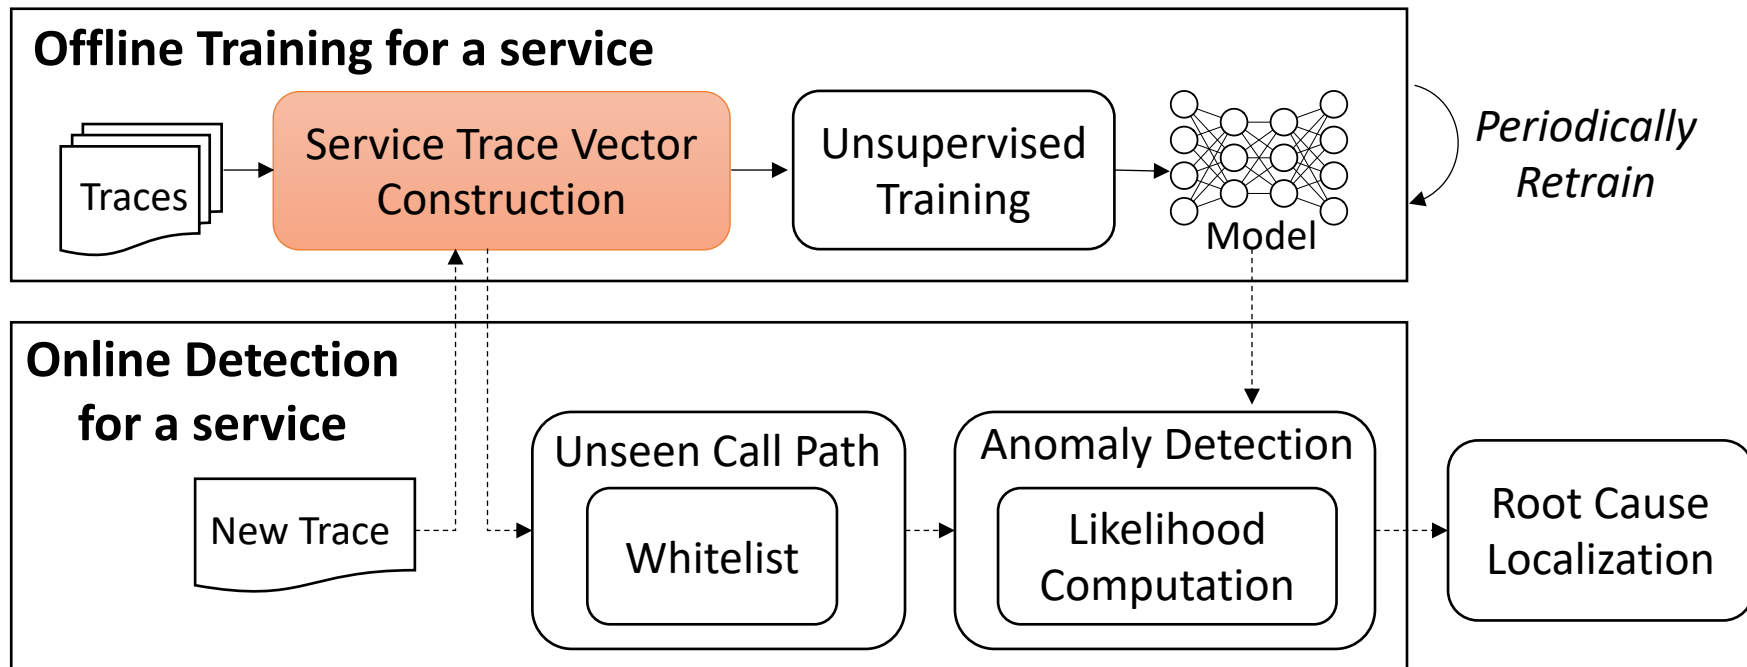 Offline Training for a service
Traces
Service Trace Vector
Construction
Unsupervised
Training
Model
Periodically
Retrain
Online Detection
for a service
New Trace
Unseen Call Path
Whitelist
Anomaly Detection
Likelihood
Computation
Root Cause
Localization